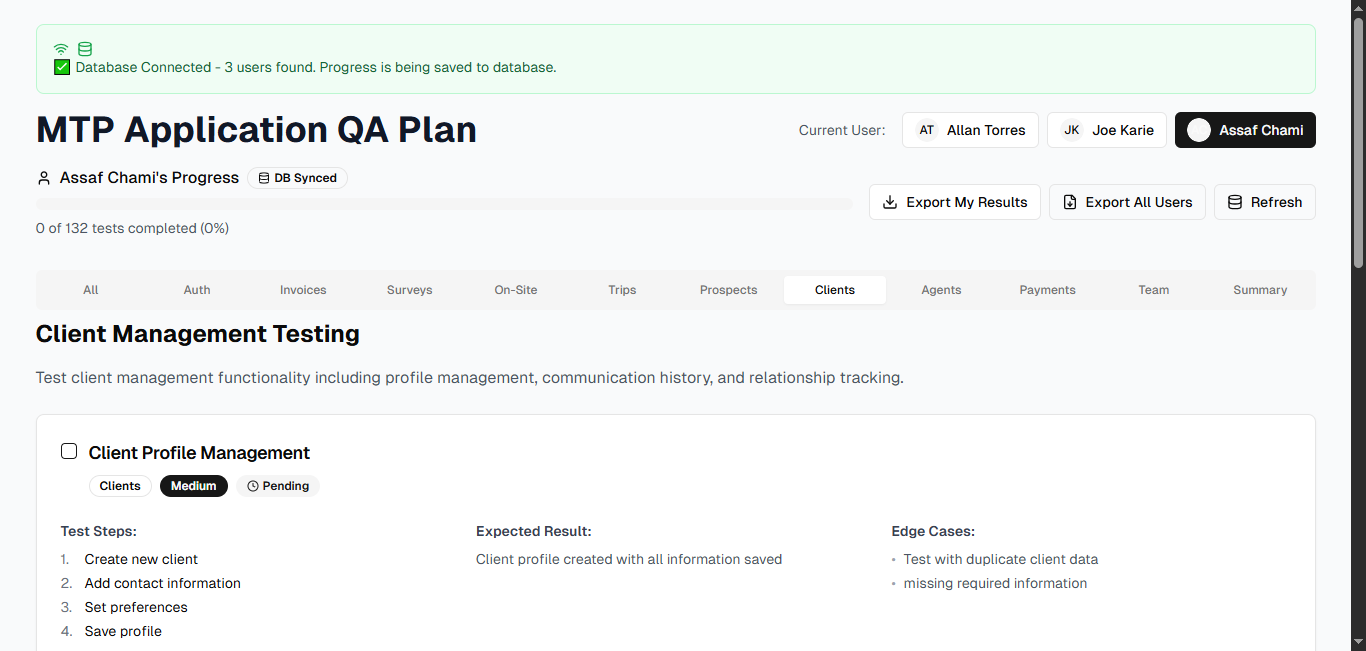 ✅ Database Connected - 3 users found. Progress is being saved to database.
MTP Application QA Plan
Current User:
AT Allan Torres
JK Joe Karie
Assaf Chami
Assaf Chami's Progress
DB Synced
Export My Results
Export All Users
Refresh
0 of 132 tests completed (0%)
All
Auth
Invoices
Surveys
On-Site
Trips
Prospects
Clients
Agents
Payments
Team
Summary
Client Management Testing
Test client management functionality including profile management, communication history, and relationship tracking.
Client Profile Management
Clients
Medium
Pending
Test Steps:
1. Create new client
2. Add contact information
3. Set preferences
4. Save profile
Expected Result:
Client profile created with all information saved
Edge Cases:
• Test with duplicate client data
• missing required information